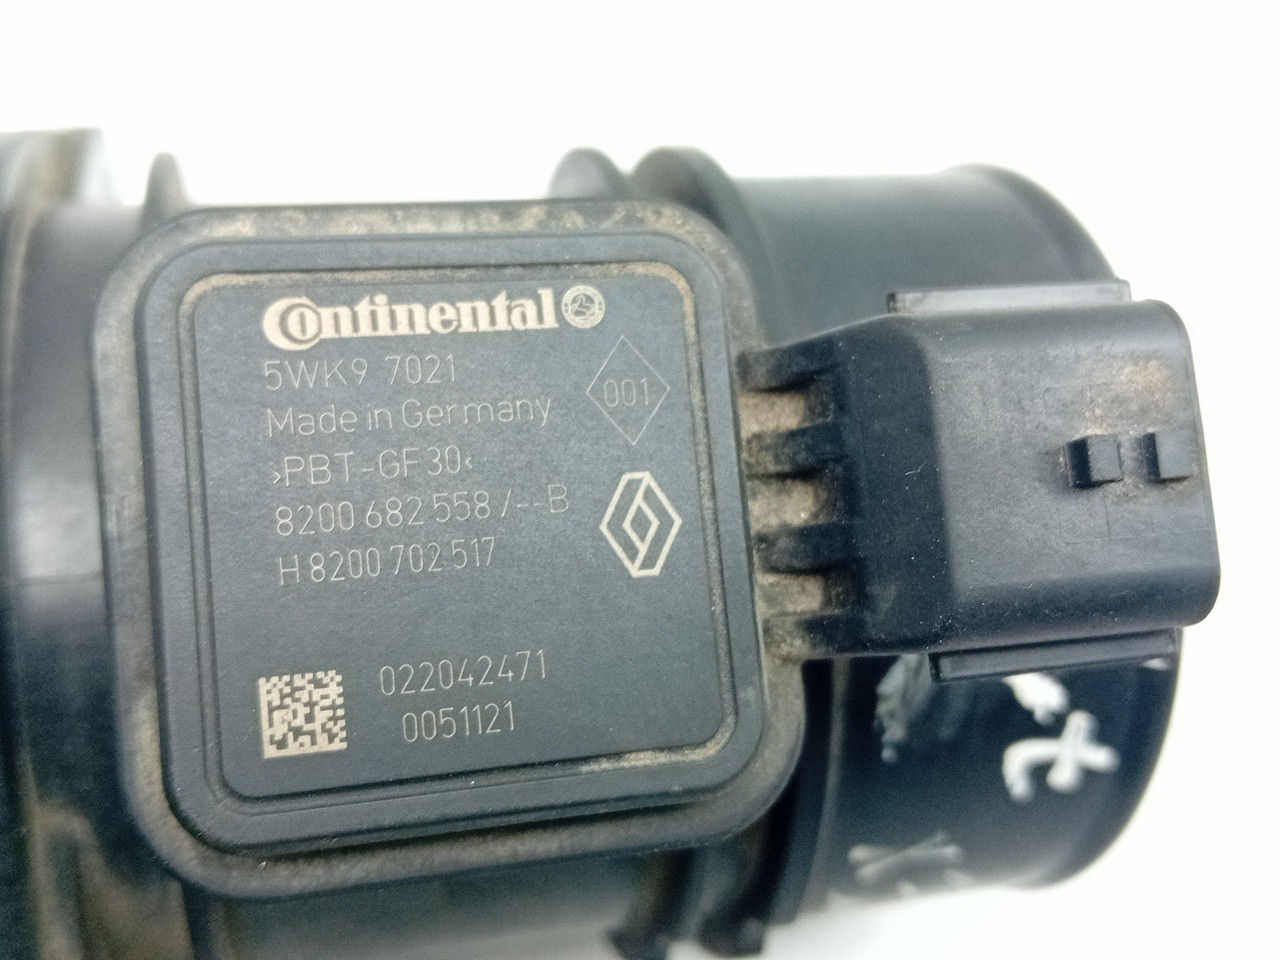 Continental
5WK9 7021
Made in Germany
001
>PBT-GF30<
8200 682 558 /--B
H 8200 702 517
022042471
0051121